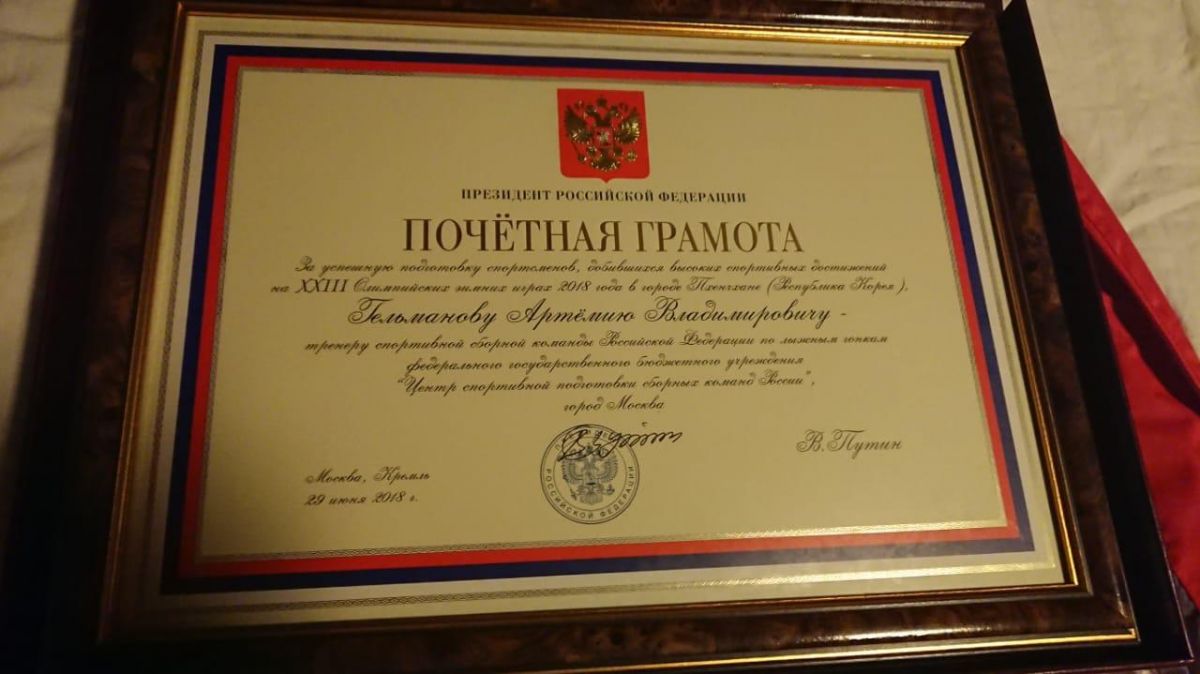 ПРЕЗИДЕНТ РОССИЙСКОЙ ФЕДЕРАЦИИ
ПОЧЁТНАЯ ГРАМОТА
За успешную подготовку спортсменов, добившихся высоких спортивных достижений
на XXIII Олимпийских зимних играх 2018 года в городе Пхенчхане (Республика Корея),
Гельманову Артёмию Владимировичу -
тренеру спортивной сборной команды Российской Федерации по лыжным гонкам
федерального государственного бюджетного учреждения
"Центр спортивной подготовки сборных команд России",
город Москва
В.Путин
Москва, Кремль
29 июня 2018 г.
РОССИЙСКОЙ ФЕДЕРАЦИИ